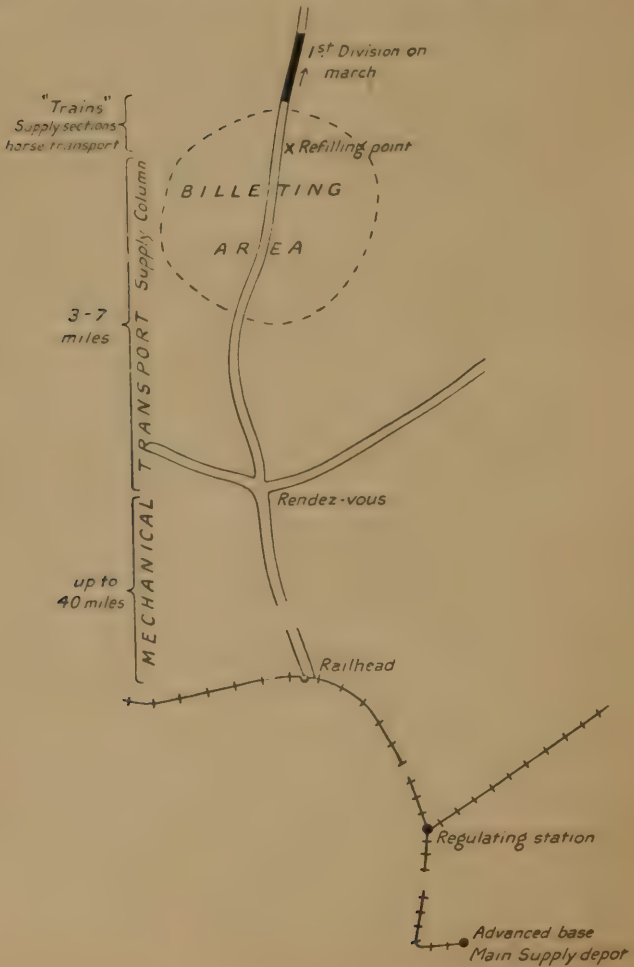 1st Division on
march
"Trains"
Supply sections
horse transport
x Refilling point
BILLETING
AREA
MECHANICAL TRANSPORT Supply Column
3-7
miles
Rendez-vous
up to
40 miles
Railhead
Regulating station
Advanced base
Main Supply depot